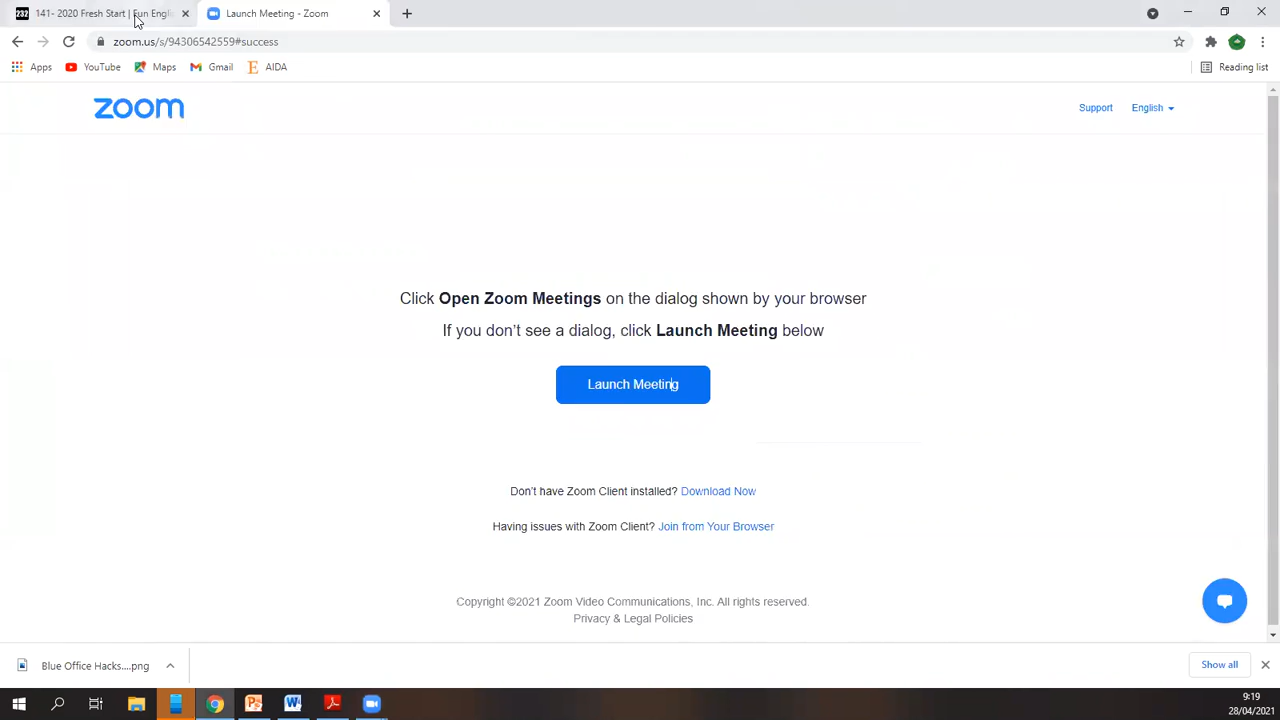 232 141- 2020 Fresh Start | Fun Engli
Launch Meeting - Zoom
zoom.us/s/94306542559#success
Apps YouTube Maps Gmail E AIDA Reading list
zoom Support English
Click Open Zoom Meetings on the dialog shown by your browser
If you don't see a dialog, click Launch Meeting below
Launch Meeting
Don't have Zoom Client installed? Download Now
Having issues with Zoom Client? Join from Your Browser
Copyright ©2021 Zoom Video Communications, Inc. All rights reserved.
Privacy & Legal Policies
Blue Office Hacks....png Show all
9:19
28/04/2021